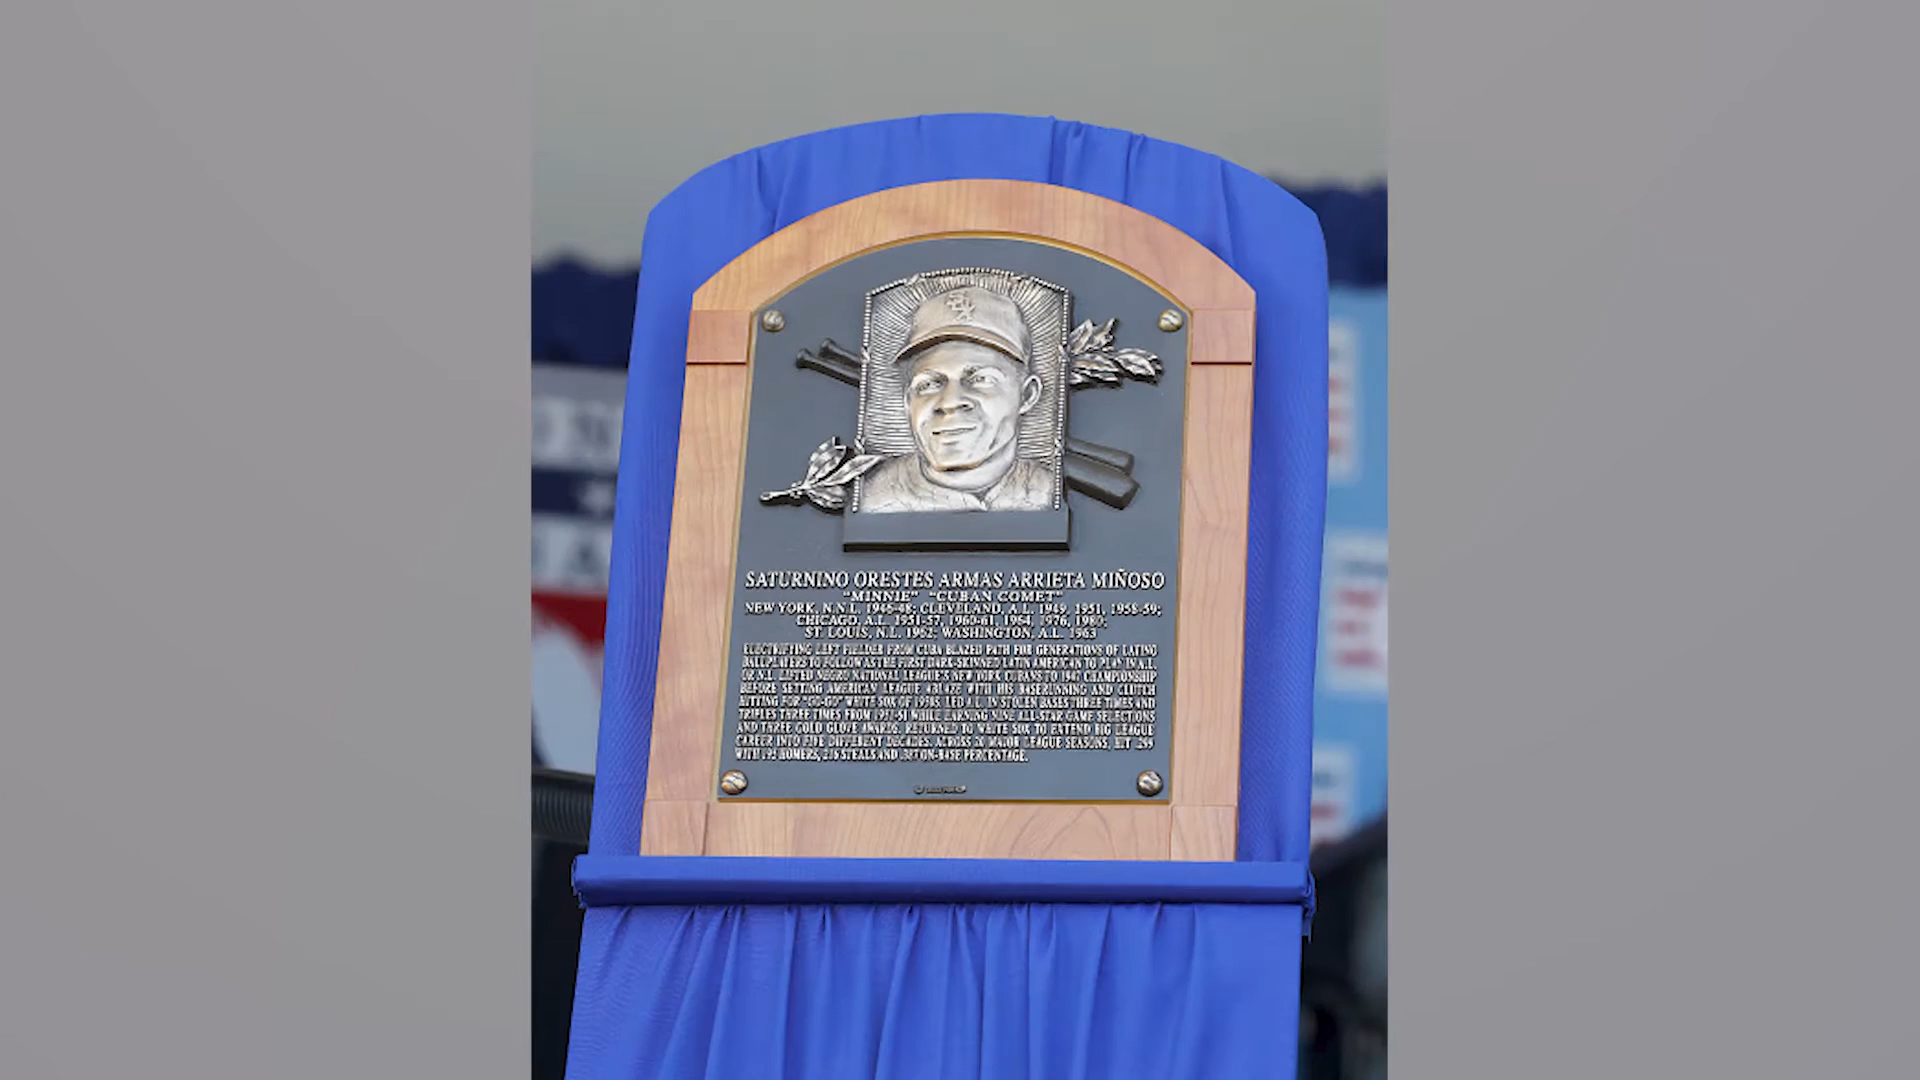 SOX
SATURNINO ORESTES ARMAS ARRIETA MIÑOSO
"MINNIE" "CUBAN COMET"
NEW YORK, N.N.L. 1946-48; CLEVELAND, A.L. 1949, 1951, 1958-59;
CHICAGO, A.L. 1951-57, 1960-61, 1964, 1976, 1980;
ST. LOUIS, N.L. 1962; WASHINGTON, A.L. 1963
ELECTRIFYING LEFT FIELDER FROM CUBA BLAZED PATH FOR GENERATIONS OF LATINO
BALLPLAYERS TO FOLLOW AS THE FIRST DARK-SKINNED LATIN AMERICAN TO PLAY IN A.L.
OR N.L. LIFTED NEGRO NATIONAL LEAGUE'S NEW YORK CUBANS TO 1947 CHAMPIONSHIP
BEFORE SETTING AMERICAN LEAGUE ABLAZE WITH HIS BASERUNNING AND CLUTCH
HITTING FOR "GO-GO" WHITE SOX OF 1950S. LED A.L. IN STOLEN BASES THREE TIMES AND
TRIPLES THREE TIMES FROM WHILE EARNING NINE ALL-STAR GAME SELECTIONS
AND THREE GOLD GLOVE AWARDS. RETURNED TO WHITE SOX TO EXTEND BIG LEAGUE
CAREER INTO FIVE DIFFERENT DECADES. ACROSS 20 MAJOR LEAGUE SEASONS, HIT .299
WITH 195 HOMERS, 216 STEALS AND ON-BASE PERCENTAGE.